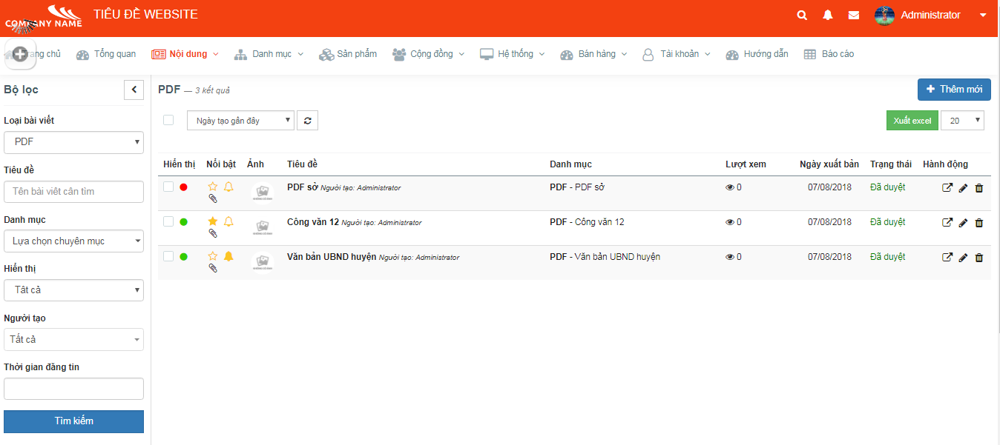 COMPANY NAME
TIÊU ĐỀ WEBSITE
Administrator
Trang chủ
Tổng quan
Nội dung
Danh mục
Sản phẩm
Cộng đồng
Hệ thống
Bán hàng
Tài khoản
Hướng dẫn
Báo cáo
Bộ lọc
Loại bài viết
PDF
Tiêu đề
Tên bài viết cần tìm
Danh mục
Lựa chọn chuyên mục
Hiển thị
Tất cả
Người tạo
Tất cả
Thời gian đăng tin
Tìm kiếm
PDF — 3 kết quả
Thêm mới
Ngày tạo gần đây
Xuất excel
20
Hiển thị Nổi bật Ảnh Tiêu đề Danh mục Lượt xem Ngày xuất bản Trạng thái Hành động
PDF sở Người tạo: Administrator PDF - PDF sở 0 07/08/2018 Đã duyệt
Công văn 12 Người tạo: Administrator PDF - Công văn 12 0 07/08/2018 Đã duyệt
Văn bản UBND huyện Người tạo: Administrator PDF - Văn bản UBND huyện 0 07/08/2018 Đã duyệt